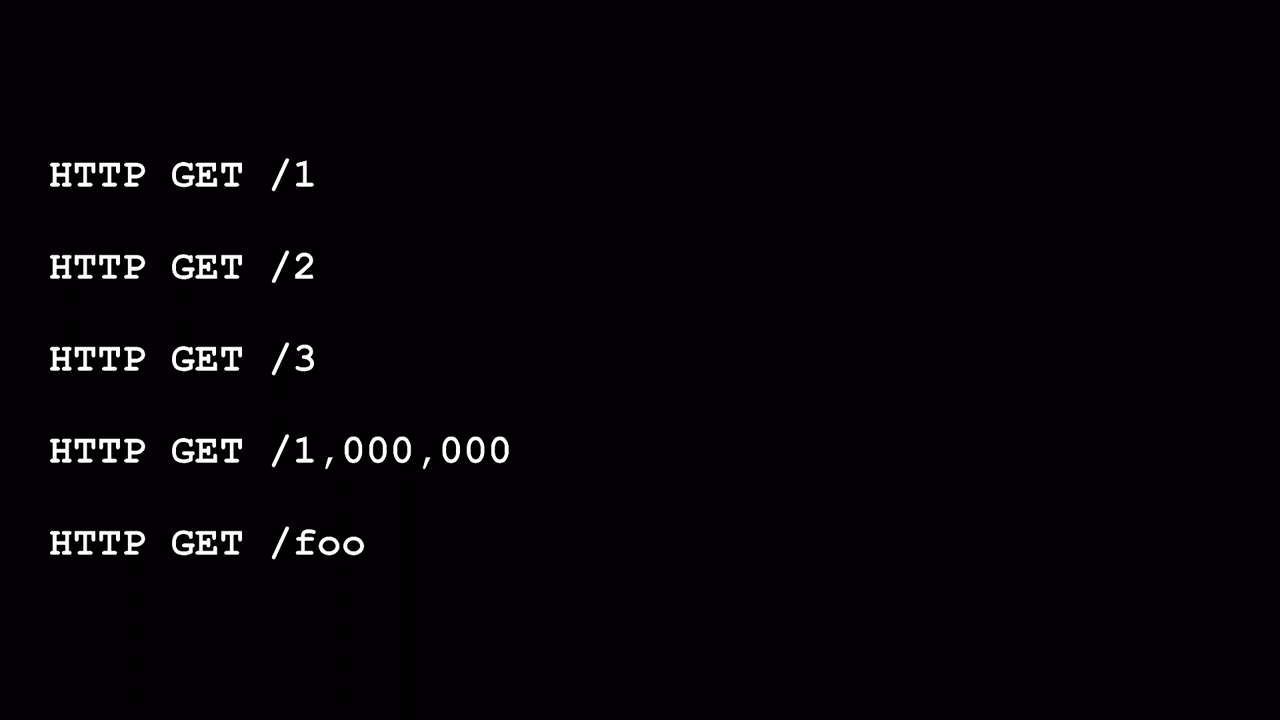 HTTP GET /1
HTTP GET /2
HTTP GET /3
HTTP GET /1,000,000
HTTP GET /foo